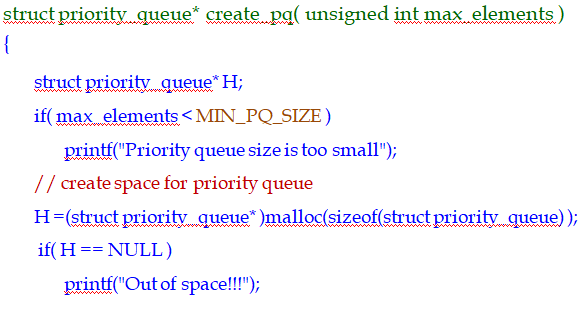 struct priority_queue* create_pq( unsigned int max_elements )
{
struct priority_queue* H;
if( max_elements < MIN_PQ_SIZE )
printf("Priority queue size is too small");
// create space for priority queue
H =(struct priority_queue* )malloc(sizeof(struct priority_queue) );
if( H == NULL )
printf("Out of space!!!");